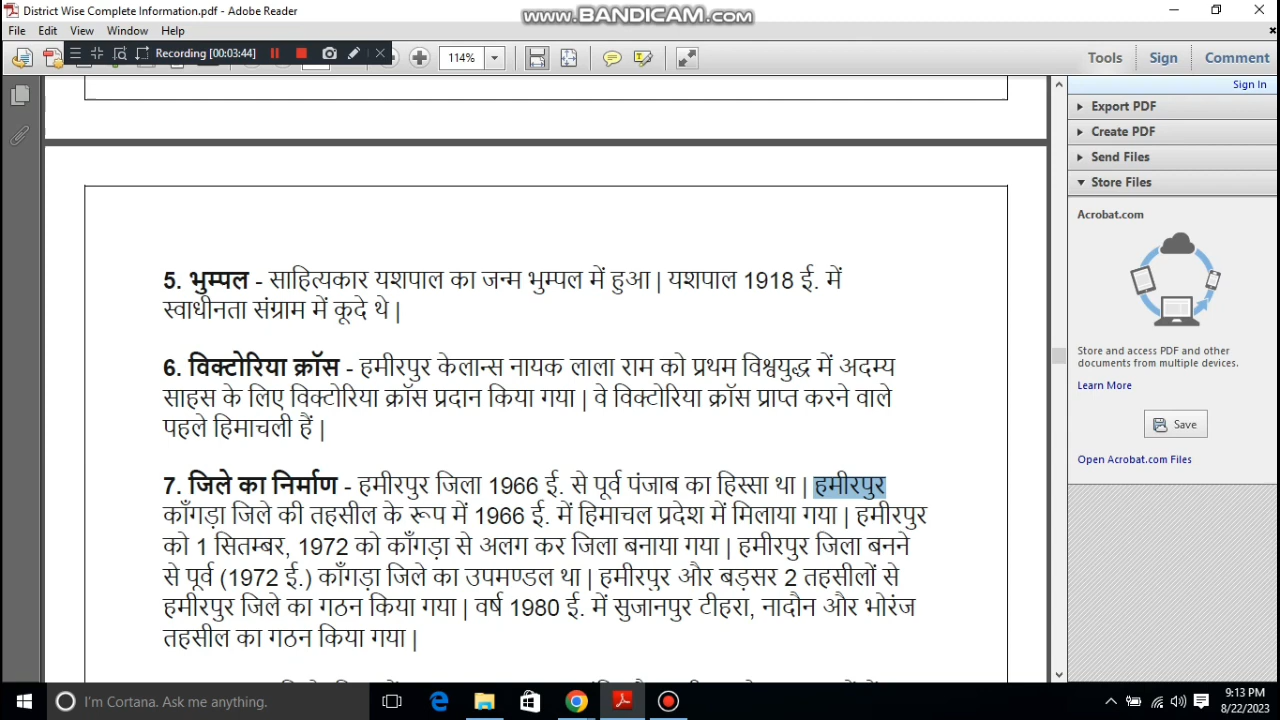 District Wise Complete Information.pdf - Adobe Reader
www.BANDICAM.com
File Edit View Window Help
Recording [00:03:44]
114%
Tools Sign Comment
Sign In
Export PDF
Create PDF
Send Files
Store Files
Acrobat.com
Store and access PDF and other
documents from multiple devices.
Learn More
Save
Open Acrobat.com Files
5. भुम्पल - साहित्यकार यशपाल का जन्म भुम्पल में हुआ | यशपाल 1918 ई. में
स्वाधीनता संग्राम में कूदे थे |
6. विक्टोरिया क्रॉस - हमीरपुर केलान्स नायक लाला राम को प्रथम विश्वयुद्ध में अदम्य
साहस के लिए विक्टोरिया क्रॉस प्रदान किया गया | वे विक्टोरिया क्रॉस प्राप्त करने वाले
पहले हिमाचली हैं |
7. जिले का निर्माण - हमीरपुर जिला 1966 ई. से पूर्व पंजाब का हिस्सा था | हमीरपुर
काँगड़ा जिले की तहसील के रूप में 1966 ई. में हिमाचल प्रदेश में मिलाया गया | हमीरपुर
को 1 सितम्बर, 1972 को काँगड़ा से अलग कर जिला बनाया गया | हमीरपुर जिला बनने
से पूर्व (1972 ई.) काँगड़ा जिले का उपमण्डल था | हमीरपुर और बड़सर 2 तहसीलों से
हमीरपुर जिले का गठन किया गया | वर्ष 1980 ई. में सुजानपुर टीहरा, नादौन और भोरंज
तहसील का गठन किया गया |
I'm Cortana. Ask me anything.
9:13 PM
8/22/2023